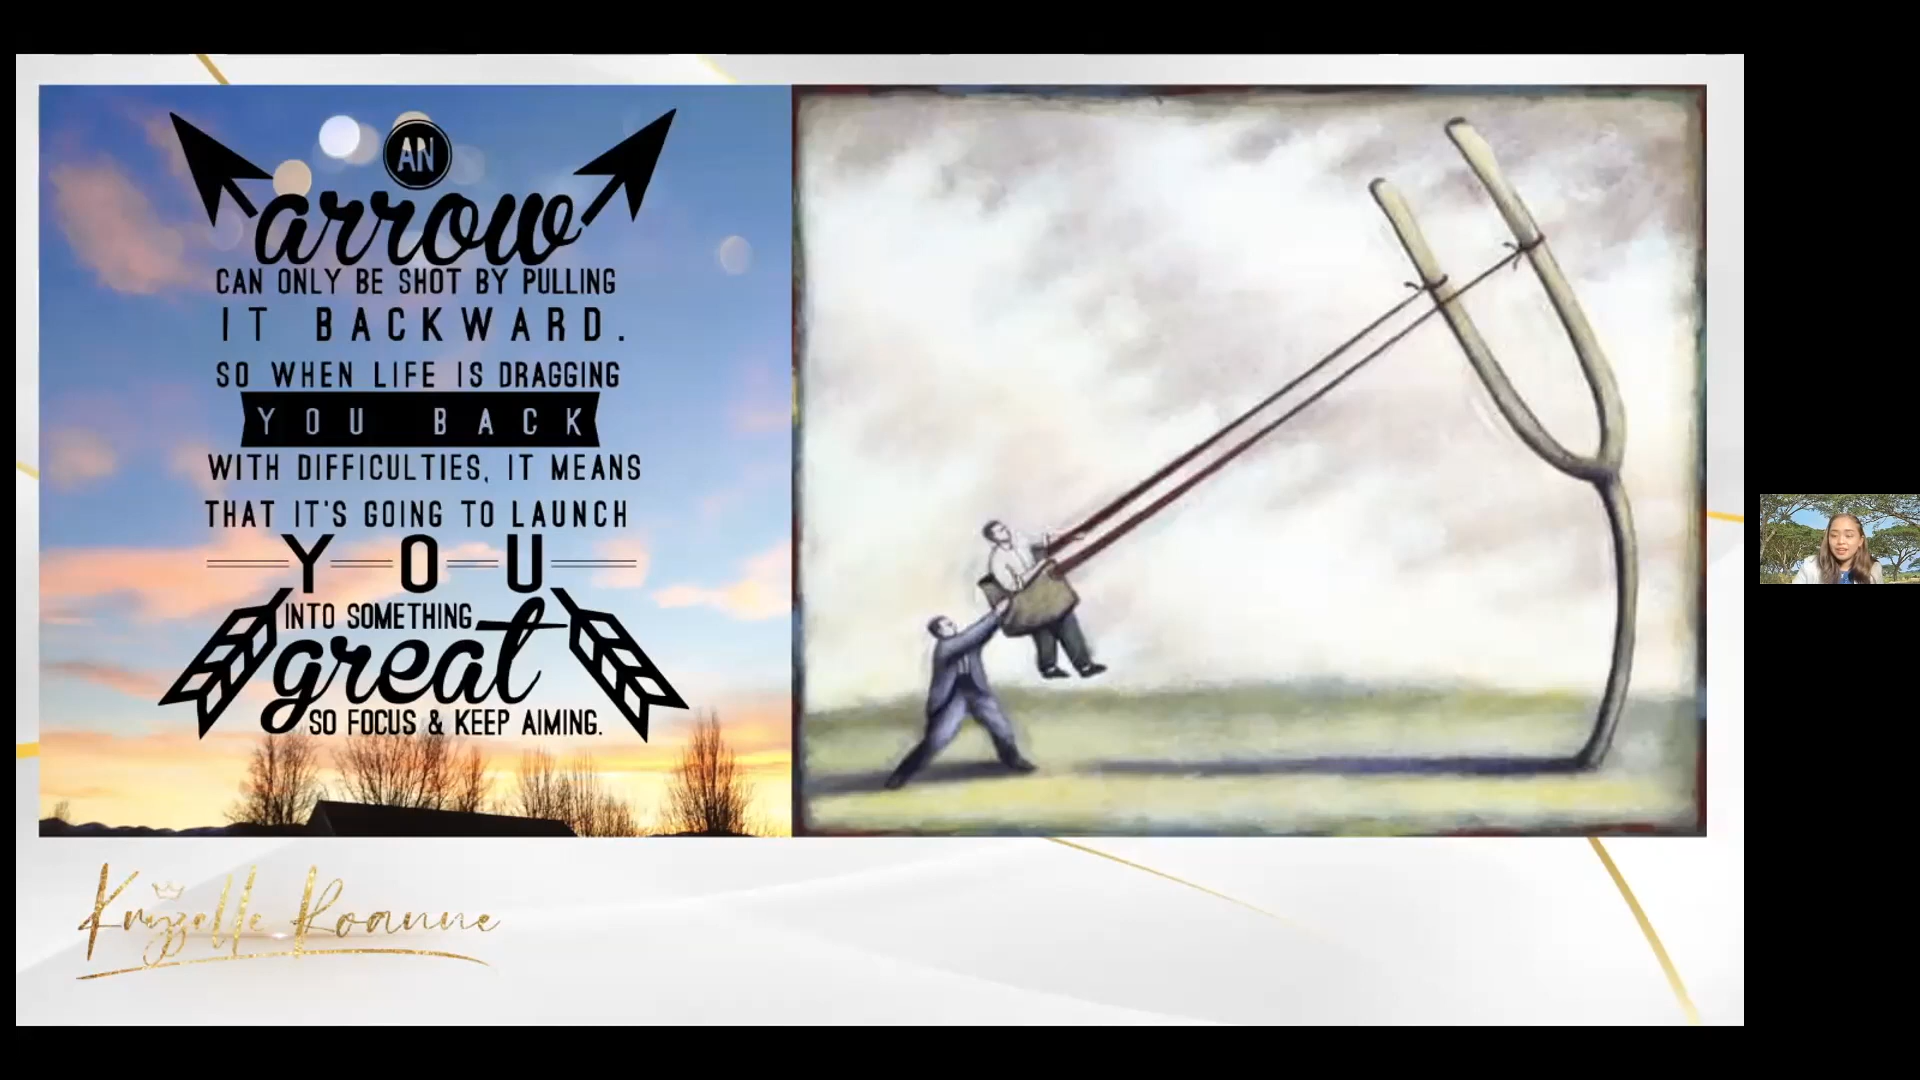 AN
arrow
CAN ONLY BE SHOT BY PULLING
IT BACKWARD.
SO WHEN LIFE IS DRAGGING
YOU BACK
WITH DIFFICULTIES, IT MEANS
THAT IT'S GOING TO LAUNCH
YOU
INTO SOMETHING
great
SO FOCUS & KEEP AIMING.
Kryzelle Roanne